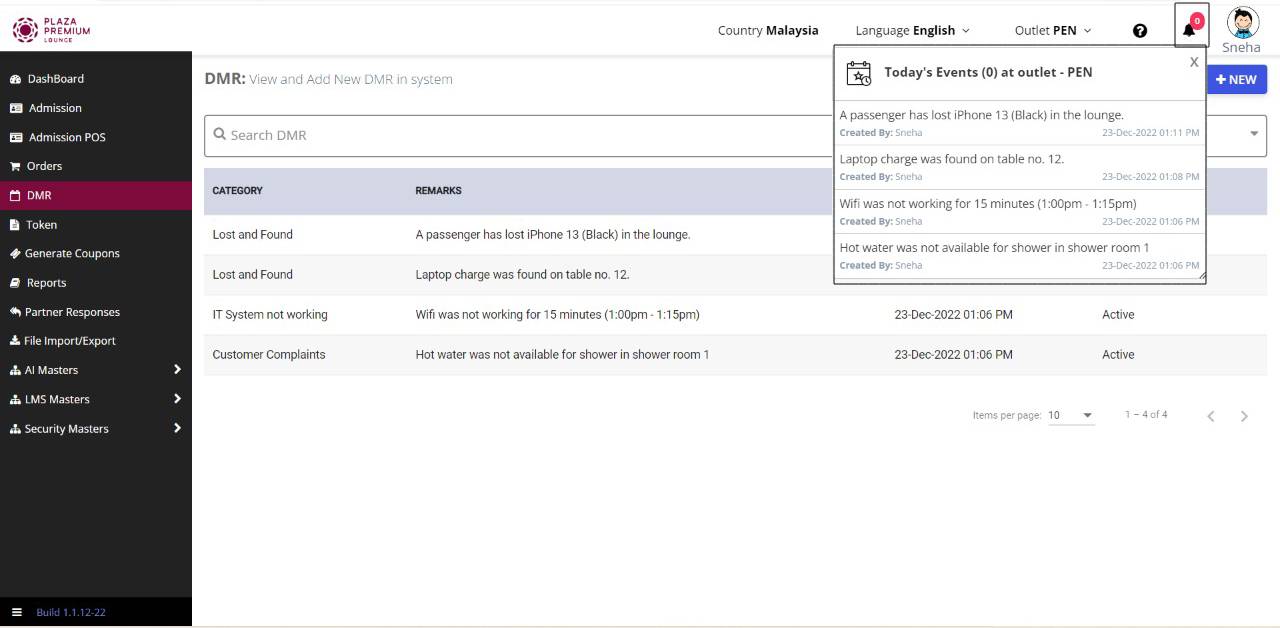 PLAZA
PREMIUM
LOUNCE
Country Malaysia
Language English
Outlet PEN
0
Sneha
DashBoard
Admission
Admission POS
Orders
DMR
Token
Generate Coupons
Reports
Partner Responses
File Import/Export
AI Masters
LMS Masters
Security Masters
Build 1.1.12-22
DMR: View and Add New DMR in system
+ NEW
Search DMR
CATEGORY REMARKS
Lost and Found A passenger has lost iPhone 13 (Black) in the lounge.
Lost and Found Laptop charge was found on table no. 12.
IT System not working Wifi was not working for 15 minutes (1:00pm - 1:15pm) 23-Dec-2022 01:06 PM Active
Customer Complaints Hot water was not available for shower in shower room 1 23-Dec-2022 01:06 PM Active
Items per page: 10 1 – 4 of 4
Today's Events (0) at outlet - PEN
X
A passenger has lost iPhone 13 (Black) in the lounge.
Created By: Sneha 23-Dec-2022 01:11 PM
Laptop charge was found on table no. 12.
Created By: Sneha 23-Dec-2022 01:08 PM
Wifi was not working for 15 minutes (1:00pm - 1:15pm)
Created By: Sneha 23-Dec-2022 01:06 PM
Hot water was not available for shower in shower room 1
Created By: Sneha 23-Dec-2022 01:06 PM